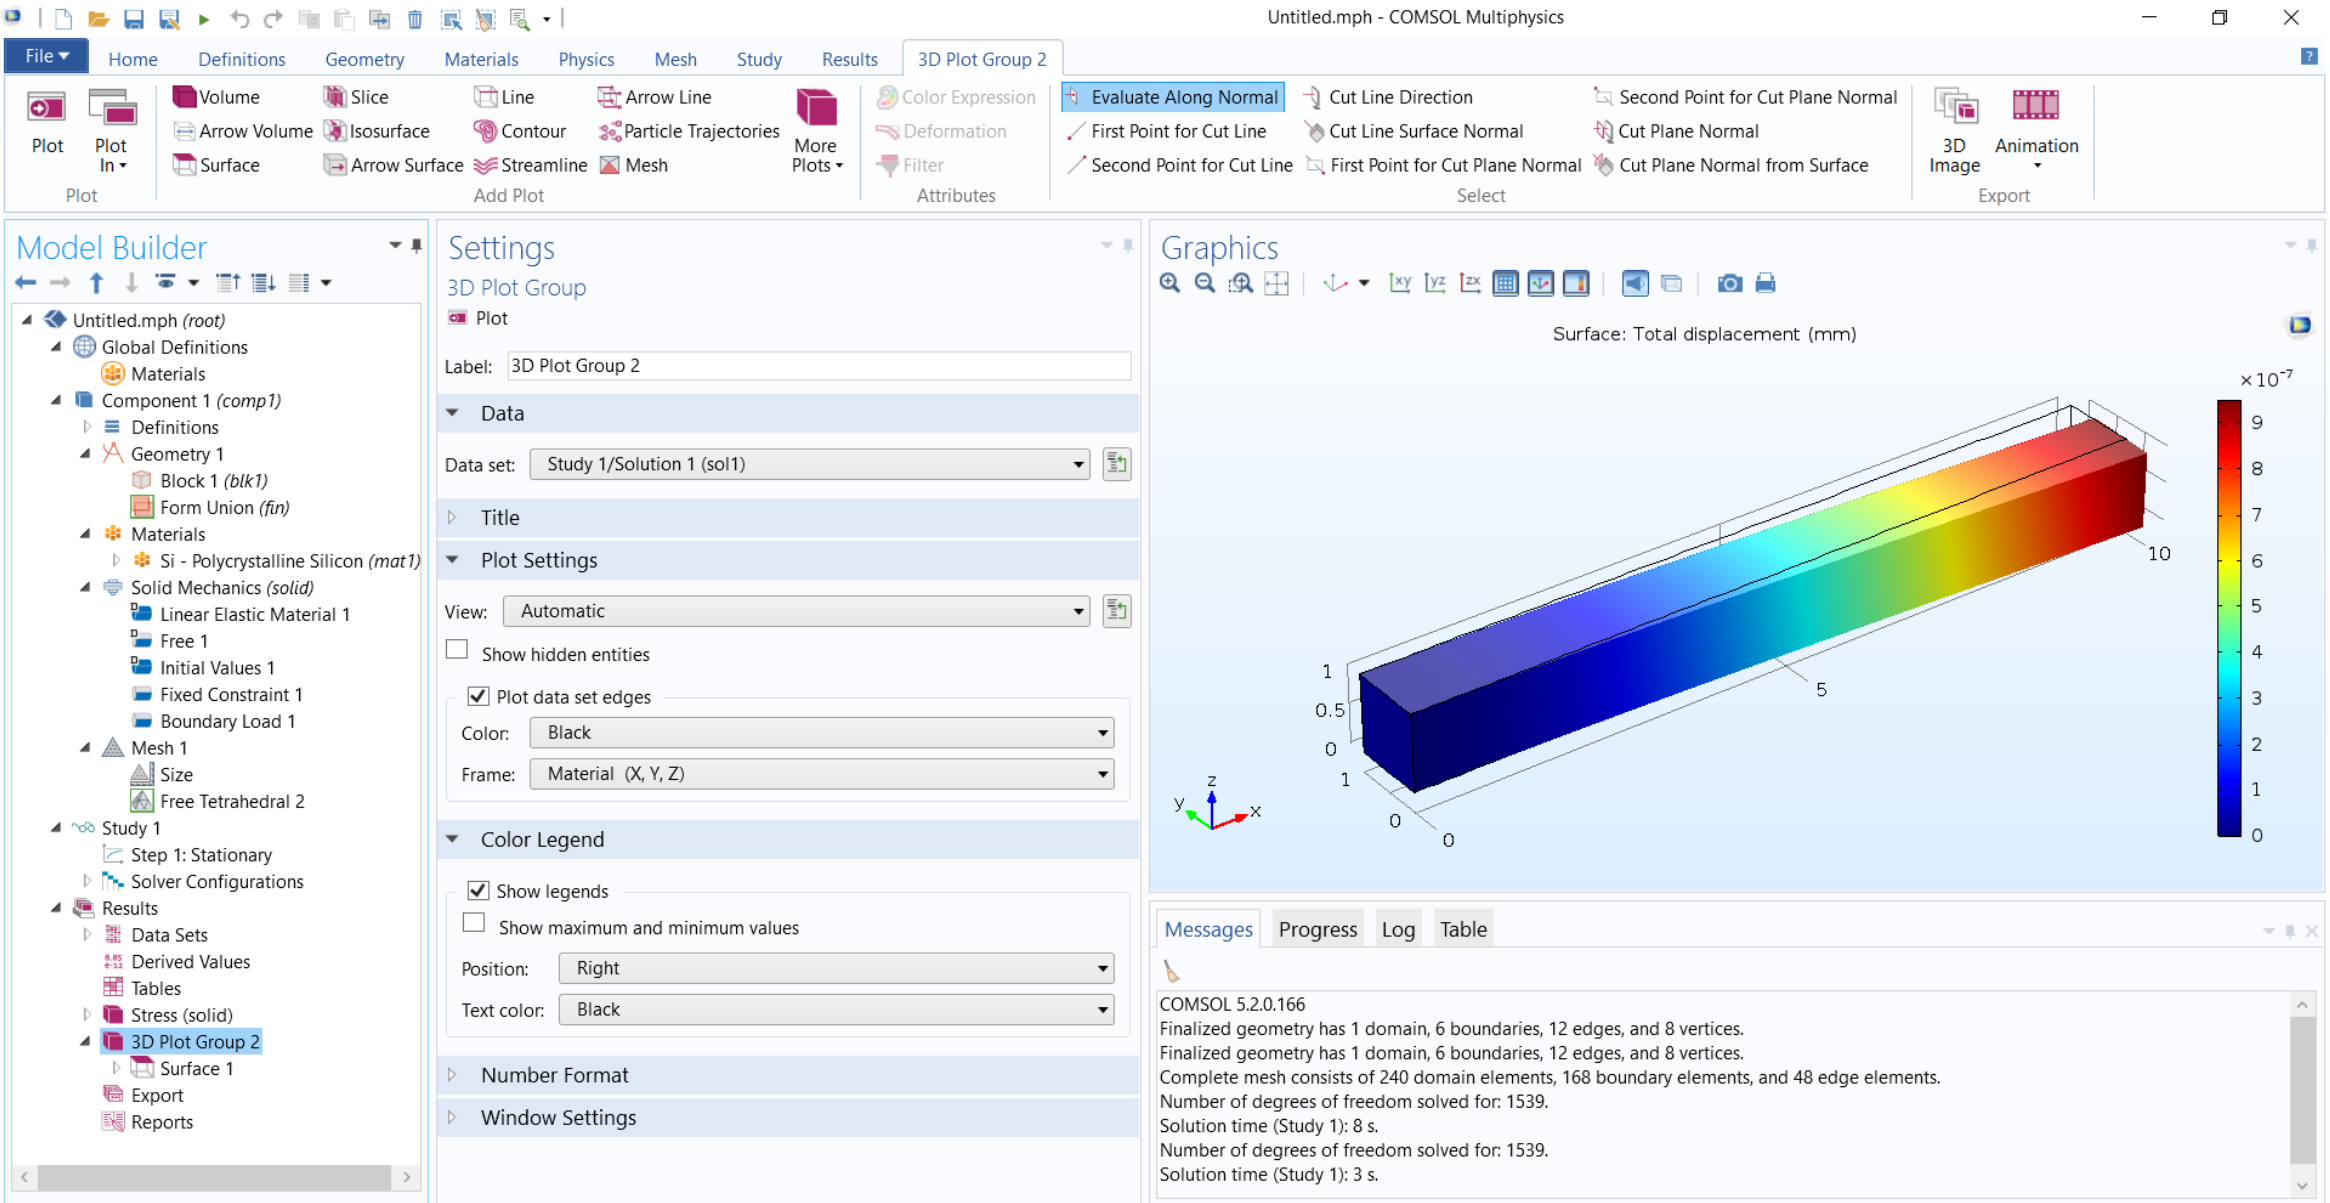 Untitled.mph - COMSOL Multiphysics
File Home Definitions Geometry Materials Physics Mesh Study Results 3D Plot Group 2
Plot
Plot In
Plot
Volume Slice Line Arrow Line
Arrow Volume Isosurface Contour Particle Trajectories
Surface Arrow Surface Streamline Mesh
More Plots
Add Plot
Color Expression
Deformation
Filter
Attributes
Evaluate Along Normal Cut Line Direction Second Point for Cut Plane Normal
First Point for Cut Line Cut Line Surface Normal Cut Plane Normal
Second Point for Cut Line First Point for Cut Plane Normal Cut Plane Normal from Surface
Select
3D Image
Animation
Export
Model Builder
Untitled.mph (root)
Global Definitions
Materials
Component 1 (comp1)
Definitions
Geometry 1
Block 1 (blk1)
Form Union (fin)
Materials
Si - Polycrystalline Silicon (mat1)
Solid Mechanics (solid)
Linear Elastic Material 1
Free 1
Initial Values 1
Fixed Constraint 1
Boundary Load 1
Mesh 1
Size
Free Tetrahedral 2
Study 1
Step 1: Stationary
Solver Configurations
Results
Data Sets
8.85
e-12
Derived Values
Tables
Stress (solid)
3D Plot Group 2
Surface 1
Export
Reports
Settings
3D Plot Group
Plot
Label: 3D Plot Group 2
Data
Data set: Study 1/Solution 1 (sol1)
Title
Plot Settings
View: Automatic
Show hidden entities
Plot data set edges
Color: Black
Frame: Material (X, Y, Z)
Color Legend
Show legends
Show maximum and minimum values
Position: Right
Text color: Black
Number Format
Window Settings
Graphics
xy yz zx
Surface: Total displacement (mm)
×10⁻⁷
9
8
7
6
5
4
3
2
1
0
10
5
1
0.5
0
1
0
0
z
y
x
Messages Progress Log Table
COMSOL 5.2.0.166
Finalized geometry has 1 domain, 6 boundaries, 12 edges, and 8 vertices.
Finalized geometry has 1 domain, 6 boundaries, 12 edges, and 8 vertices.
Complete mesh consists of 240 domain elements, 168 boundary elements, and 48 edge elements.
Number of degrees of freedom solved for: 1539.
Solution time (Study 1): 8 s.
Number of degrees of freedom solved for: 1539.
Solution time (Study 1): 3 s.